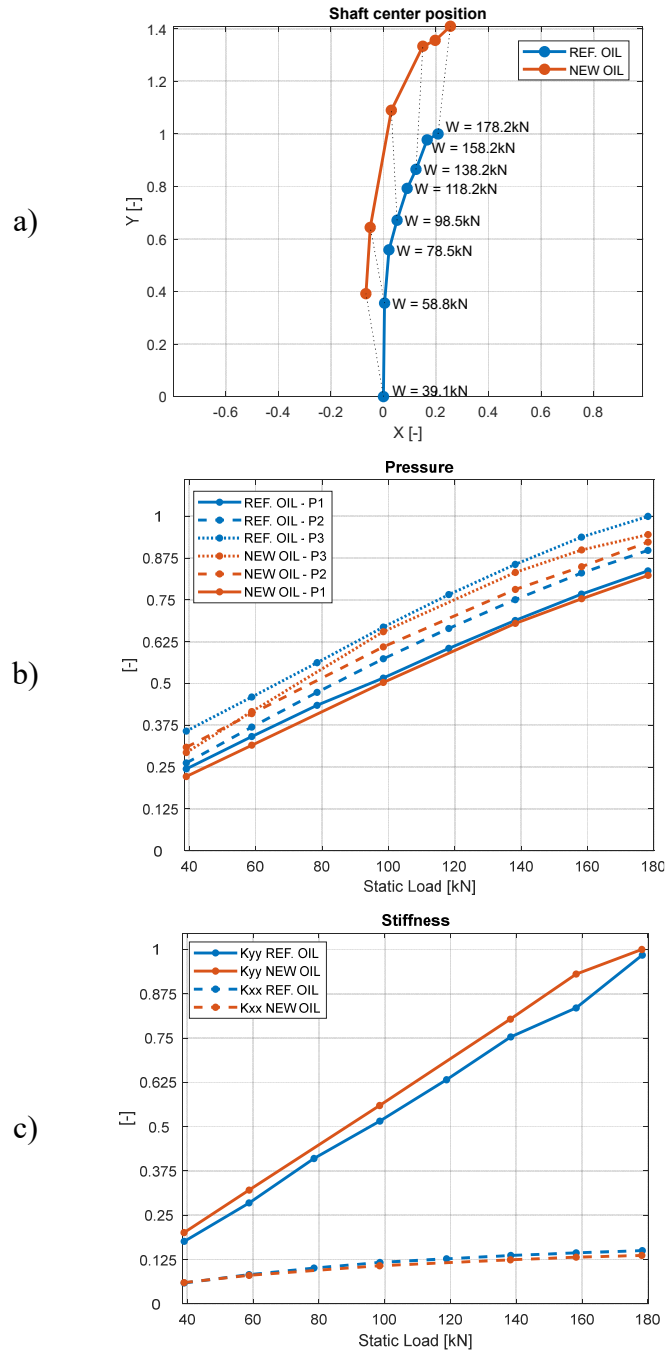 a)
Shaft center position
REF. OIL
NEW OIL
1.4
1.2
1
0.8
0.6
0.4
0.2
0
Y [-]
W = 178.2kN
W = 158.2kN
W = 138.2kN
W = 118.2kN
W = 98.5kN
W = 78.5kN
W = 58.8kN
W = 39.1kN
-0.6 -0.4 -0.2 0 0.2 0.4 0.6 0.8
X [-]
b)
Pressure
REF. OIL - P1
REF. OIL - P2
REF. OIL - P3
NEW OIL - P3
NEW OIL - P2
NEW OIL - P1
1
0.875
0.75
0.625
0.5
0.375
0.25
0.125
0
[-]
40 60 80 100 120 140 160 180
Static Load [kN]
c)
Stiffness
Kyy REF. OIL
Kyy NEW OIL
Kxx REF. OIL
Kxx NEW OIL
1
0.875
0.75
0.625
0.5
0.375
0.25
0.125
0
[-]
40 60 80 100 120 140 160 180
Static Load [kN]